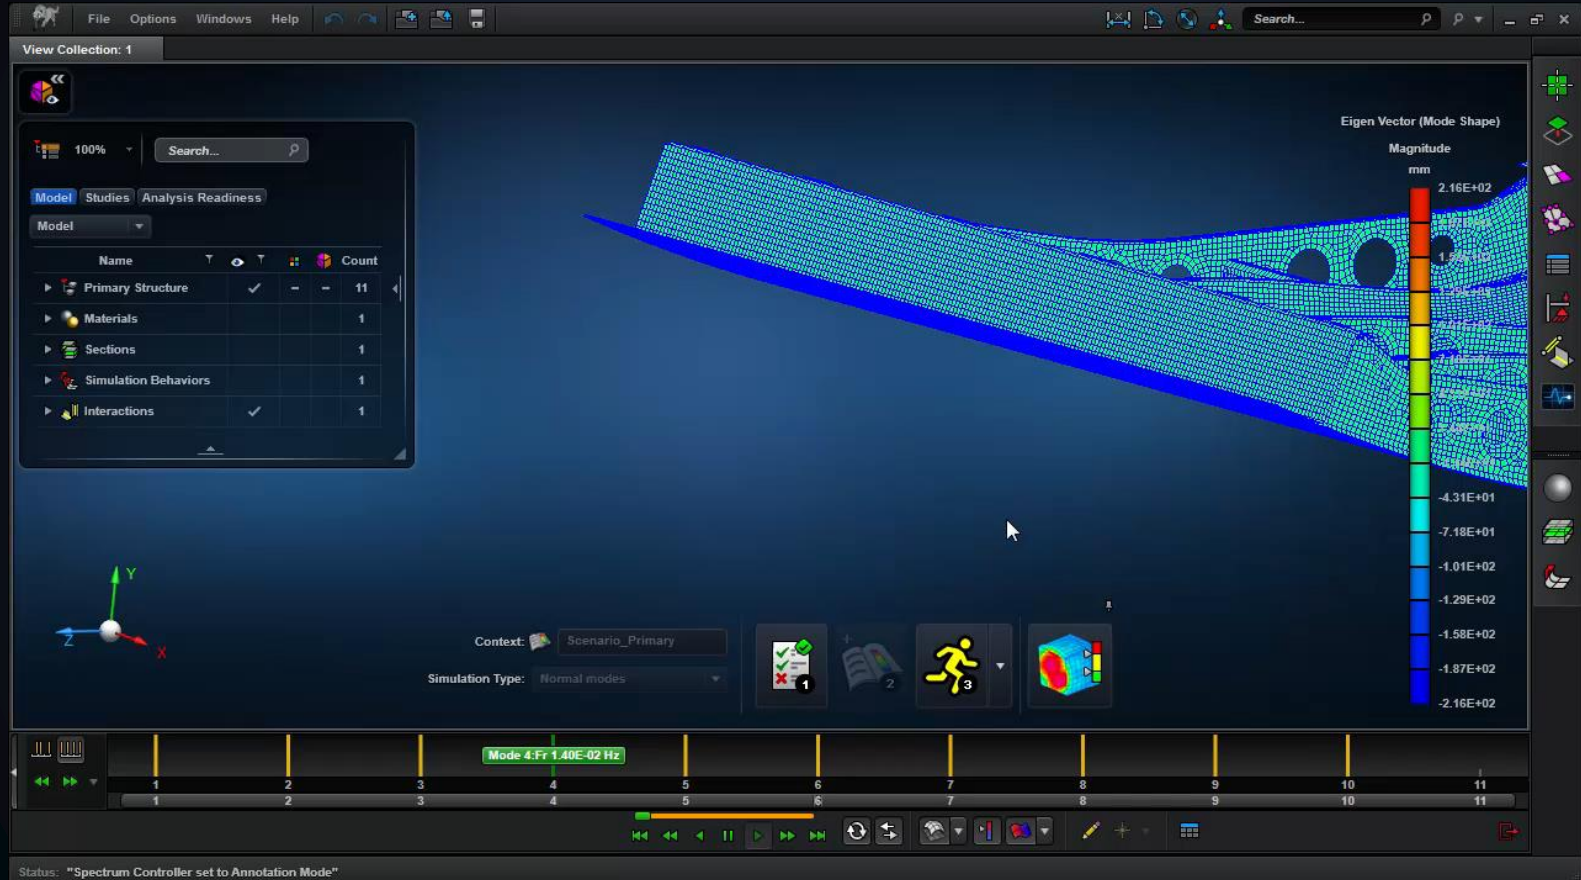 File Options Windows Help Search...
View Collection: 1
100% Search...
Model Studies Analysis Readiness
Model
Name Count
Primary Structure 11
Materials 1
Sections 1
Simulation Behaviors 1
Interactions 1
Eigen Vector (Mode Shape)
Magnitude
mm
2.16E+02
-4.31E+01
-7.18E+01
-1.01E+02
-1.29E+02
-1.58E+02
-1.87E+02
-2.16E+02
Y
Z
X
Context: Scenario_Primary
Simulation Type: Normal modes
1
2
3
Mode 4:Fr 1.40E-02 Hz
1 2 3 4 5 6 7 8 9 10 11
1 2 3 4 5 6 7 8 9 10 11
Status: "Spectrum Controller set to Annotation Mode"